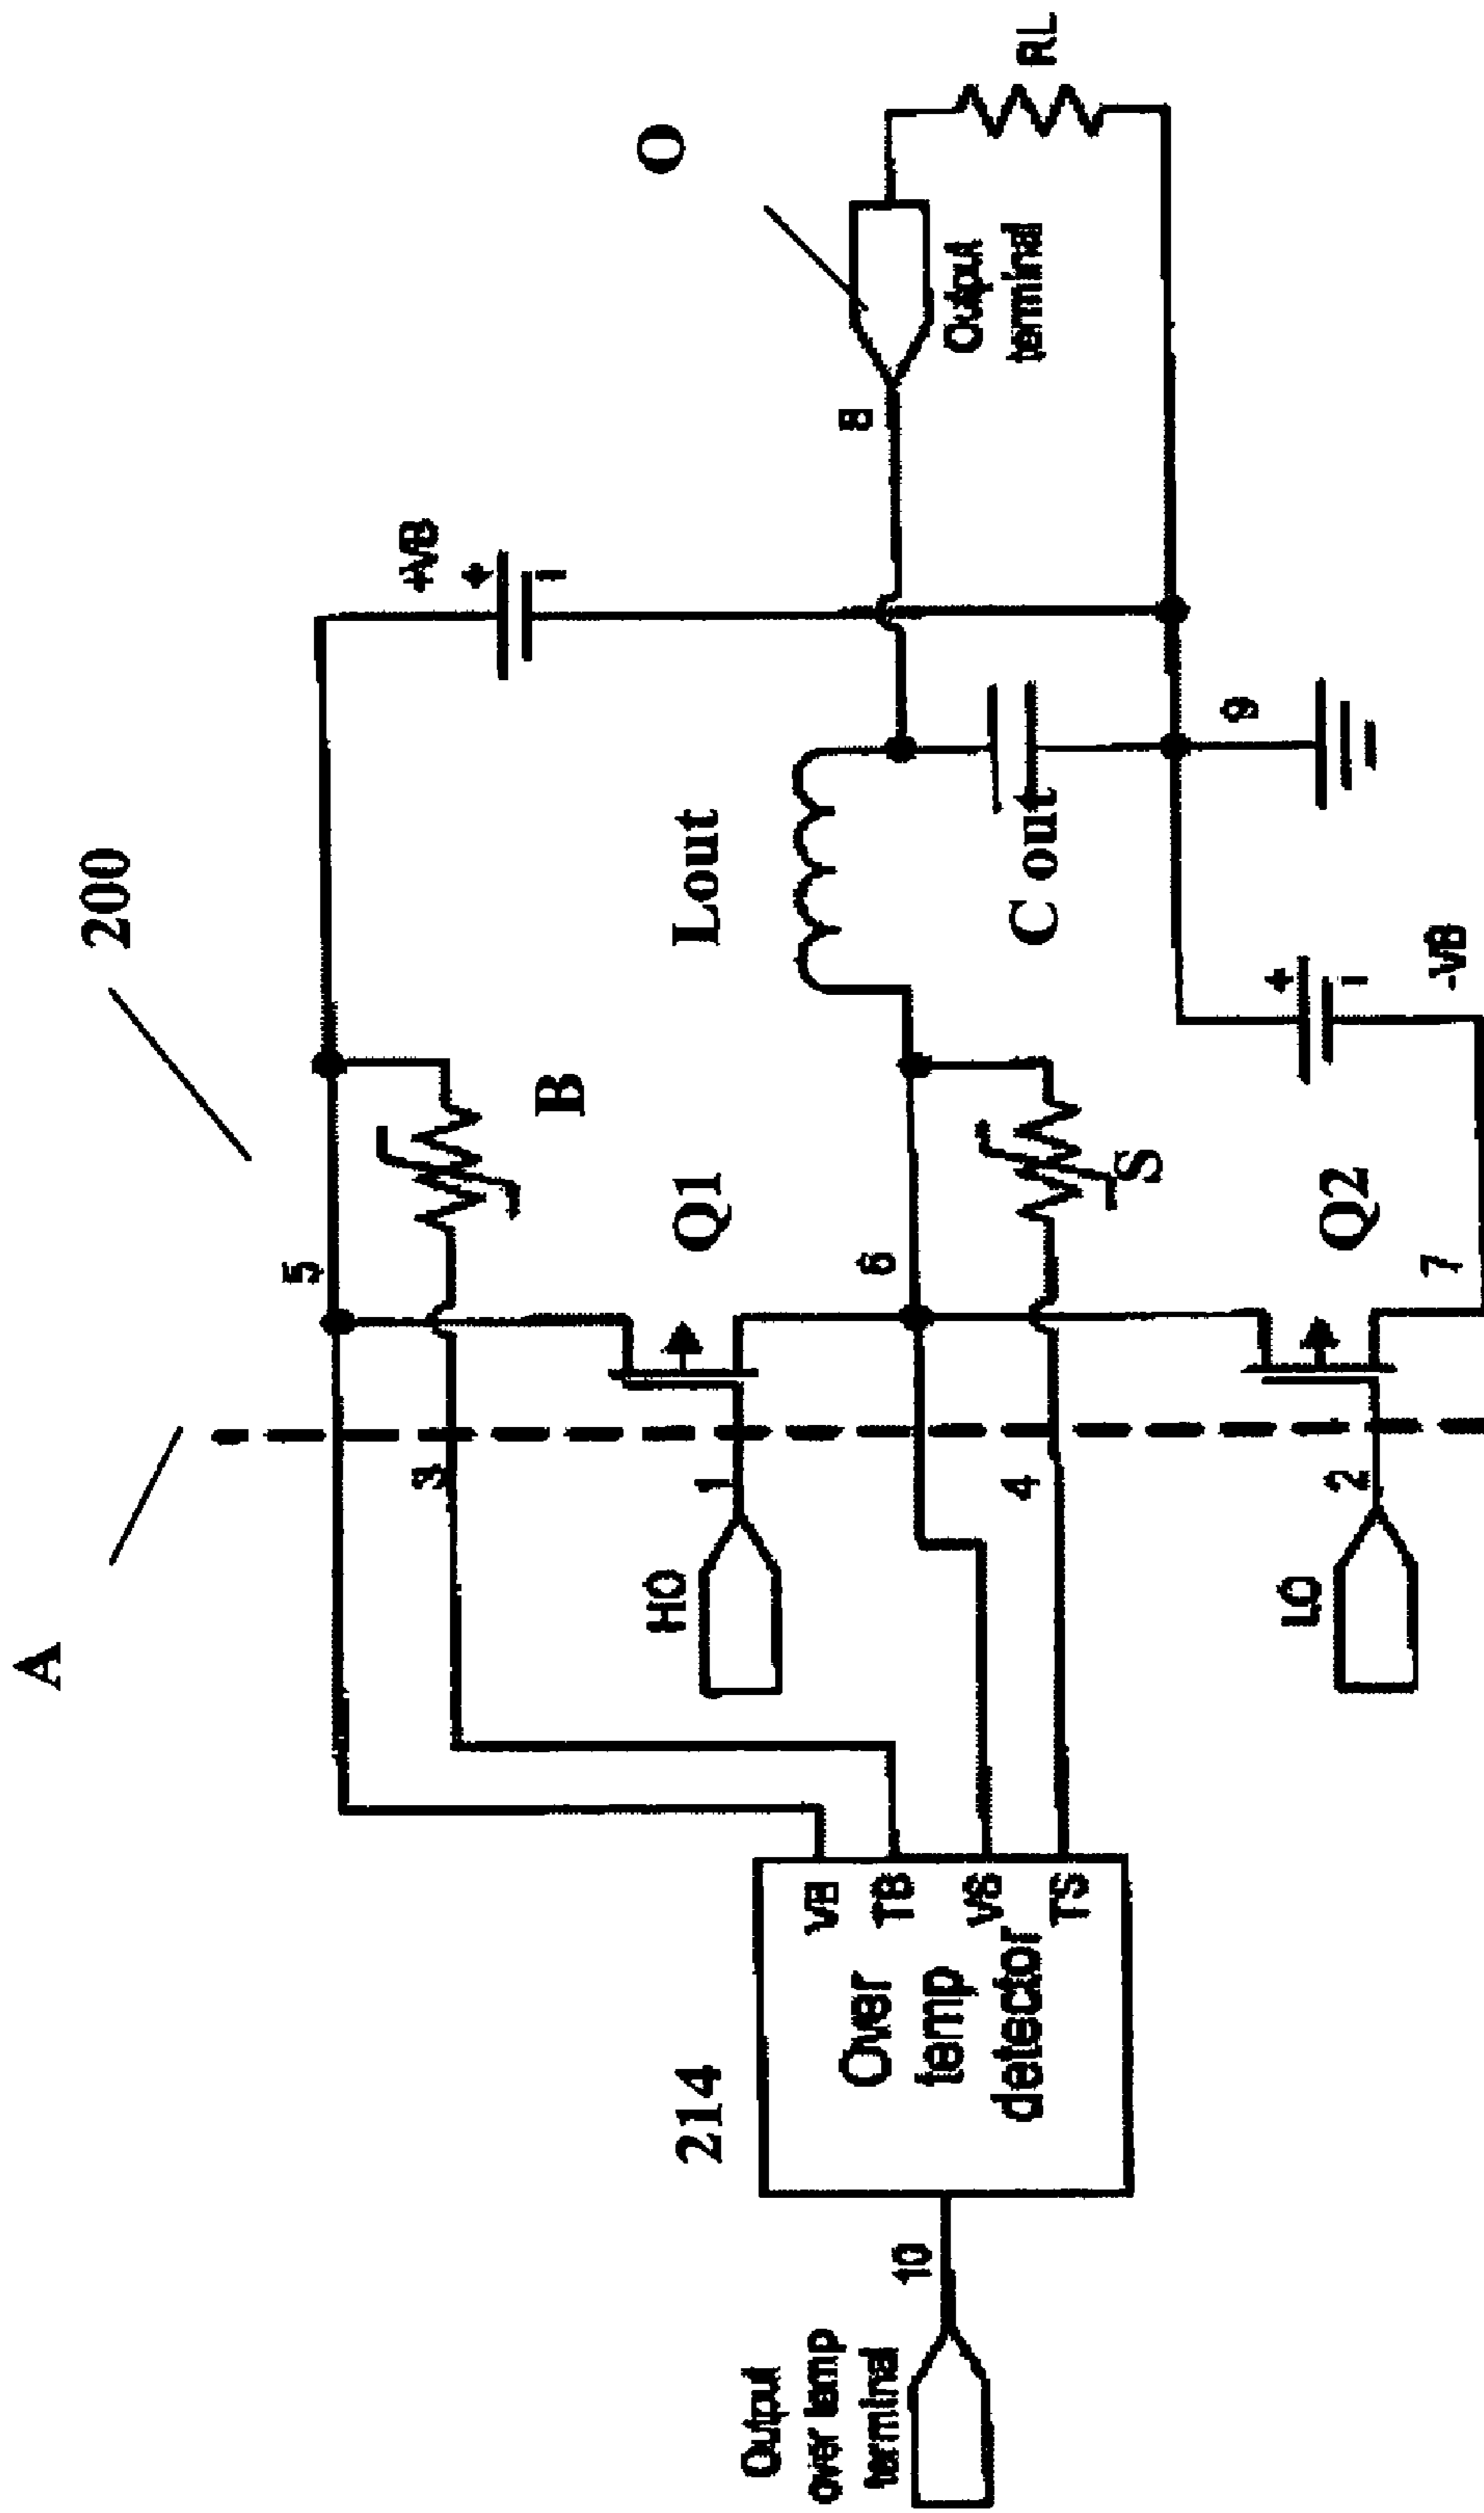 A
200
O
+VB
+
5
3
B
Q1
HO
1
6
Lout
8
Output
terminal
RL
C out
9
S
4
Q2
LO
2
7
+
-VB
214
Over
temp
detector
VB
TB
VS
TS
10
Output
over temp
terminal